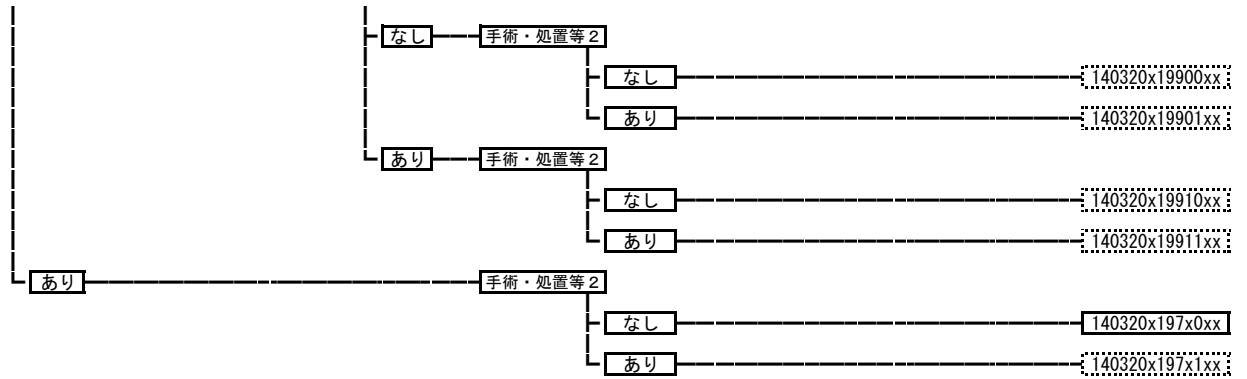 なし 手術・処置等２
なし 140320x19900xx
あり 140320x19901xx
あり 手術・処置等２
なし 140320x19910xx
あり 140320x19911xx
あり 手術・処置等２
なし 140320x197x0xx
あり 140320x197x1xx